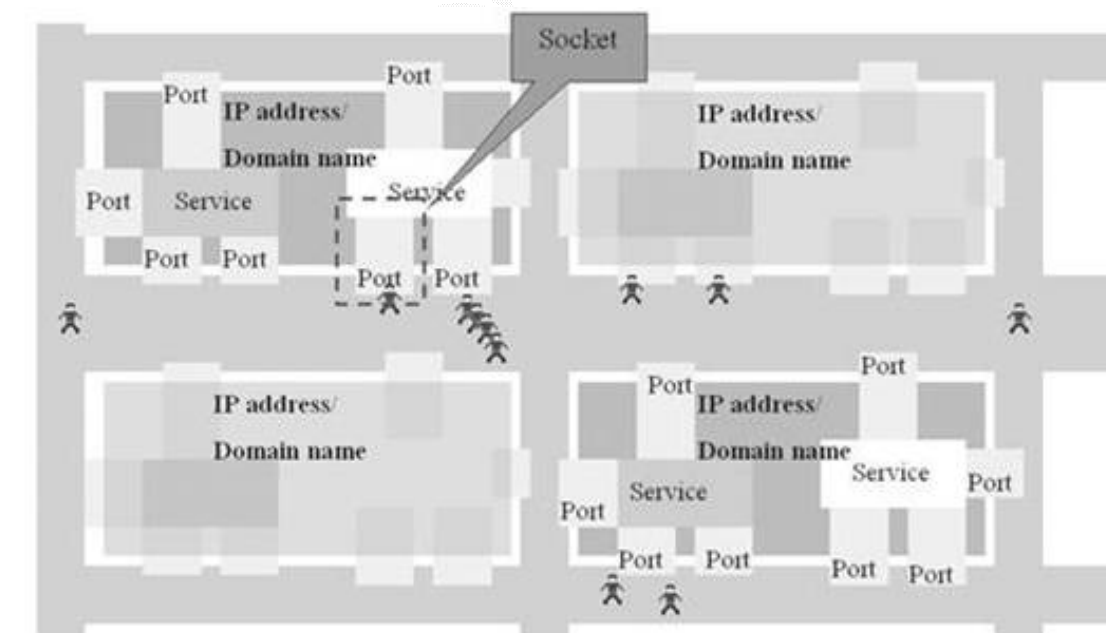 Socket
Port
Port
IP address/
Domain name
Port
Service
Service
Port
Port
Port
Port
IP address/
Domain name
IP address/
Domain name
Port
Port
IP address/
Domain name
Service
Service
Port
Port
Port
Port
Port
Port